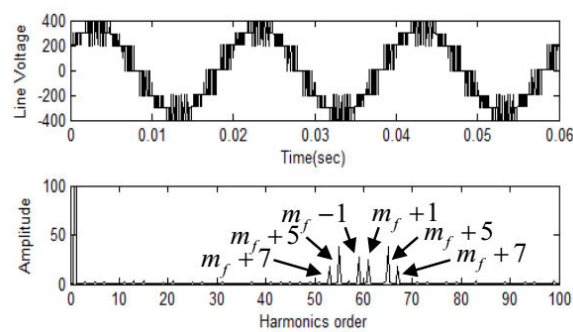 400
200
0
-200
-400
Line Voltage
0 0.01 0.02 0.03 0.04 0.05 0.06
Time(sec)
100
50
0
Amplitude
m_f −1
m_f +1
m_f +5
m_f +5
m_f +7
m_f +7
0 10 20 30 40 50 60 70 80 90 100
Harmonics order